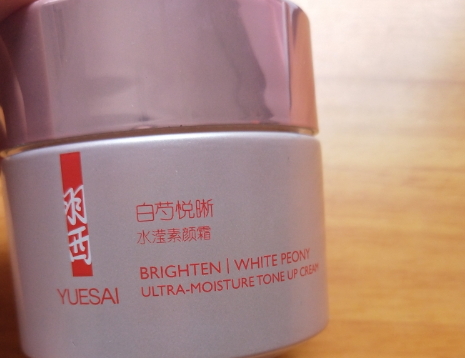 羽西
YUESAI
白芍悦晰
水滢素颜霜
BRIGHTEN | WHITE PEONY
ULTRA-MOISTURE TONE UP CREAM